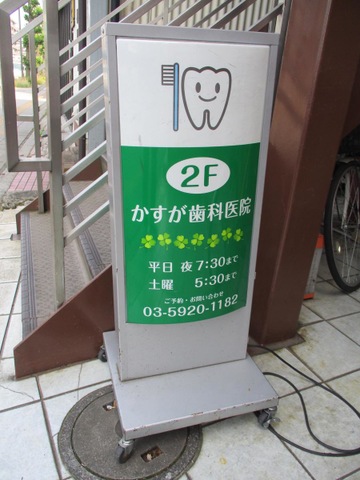 2F
かすが歯科医院
平日 夜7:30まで
土曜 5:30まで
ご予約・お問い合わせ
03-5920-1182